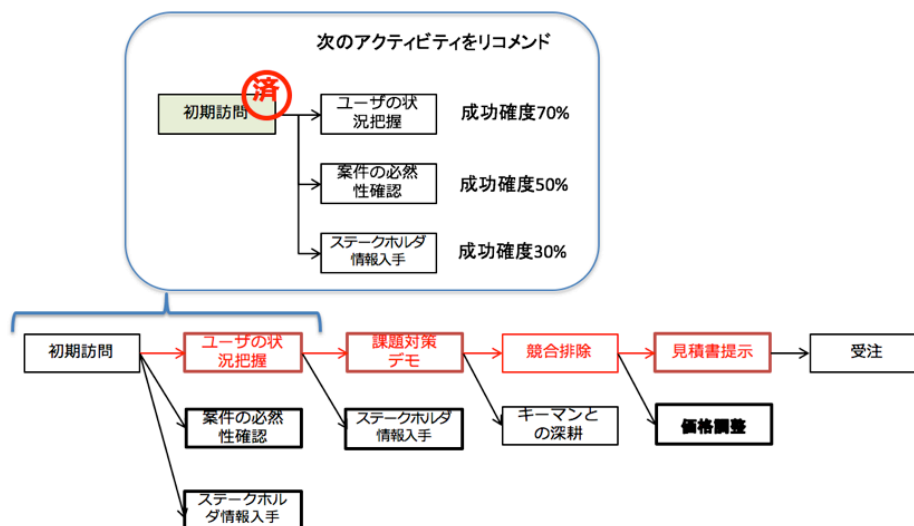 次のアクティビティをリコメンド
済
初期訪問
ユーザの状
況把握
成功確度70%
案件の必然
性確認
成功確度50%
ステークホルダ
情報入手
成功確度30%
初期訪問
ユーザの状
況把握
課題対策
デモ
競合排除
見積書提示
受注
案件の必然
性確認
ステークホルダ
情報入手
キーマンと
の深耕
価格調整
ステークホル
ダ情報入手